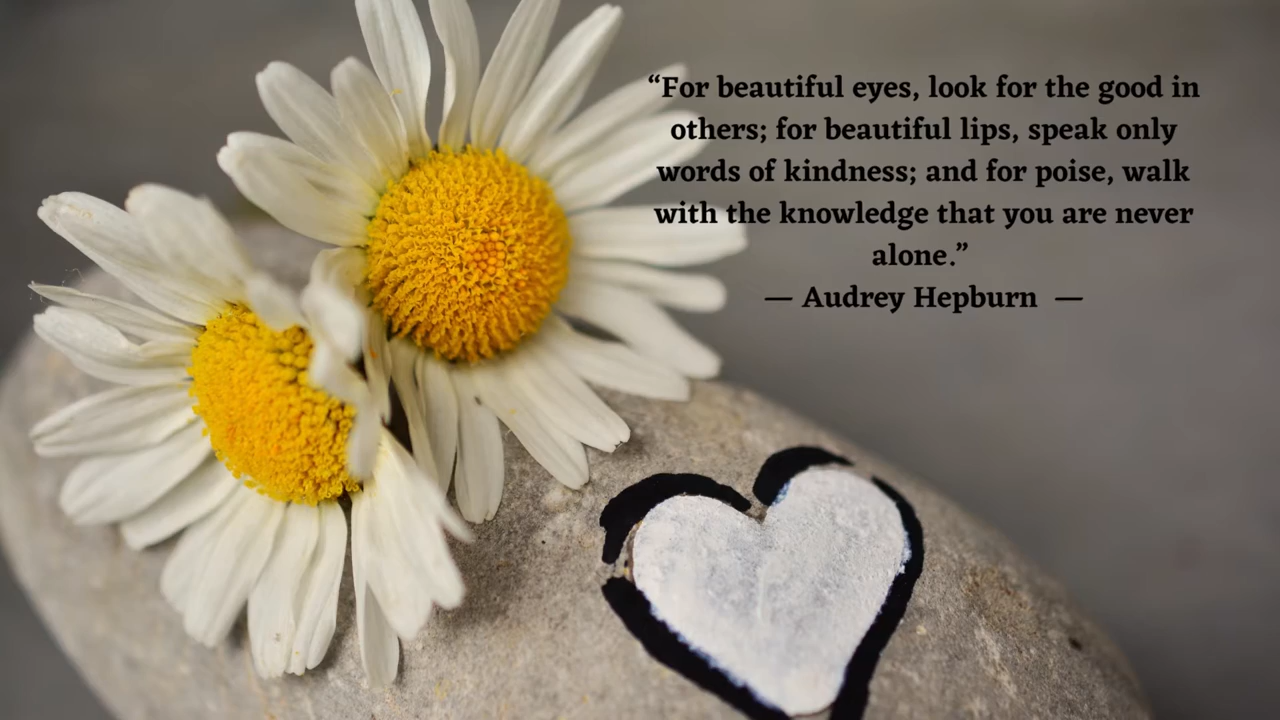 “For beautiful eyes, look for the good in
others; for beautiful lips, speak only
words of kindness; and for poise, walk
with the knowledge that you are never
alone.”
— Audrey Hepburn —